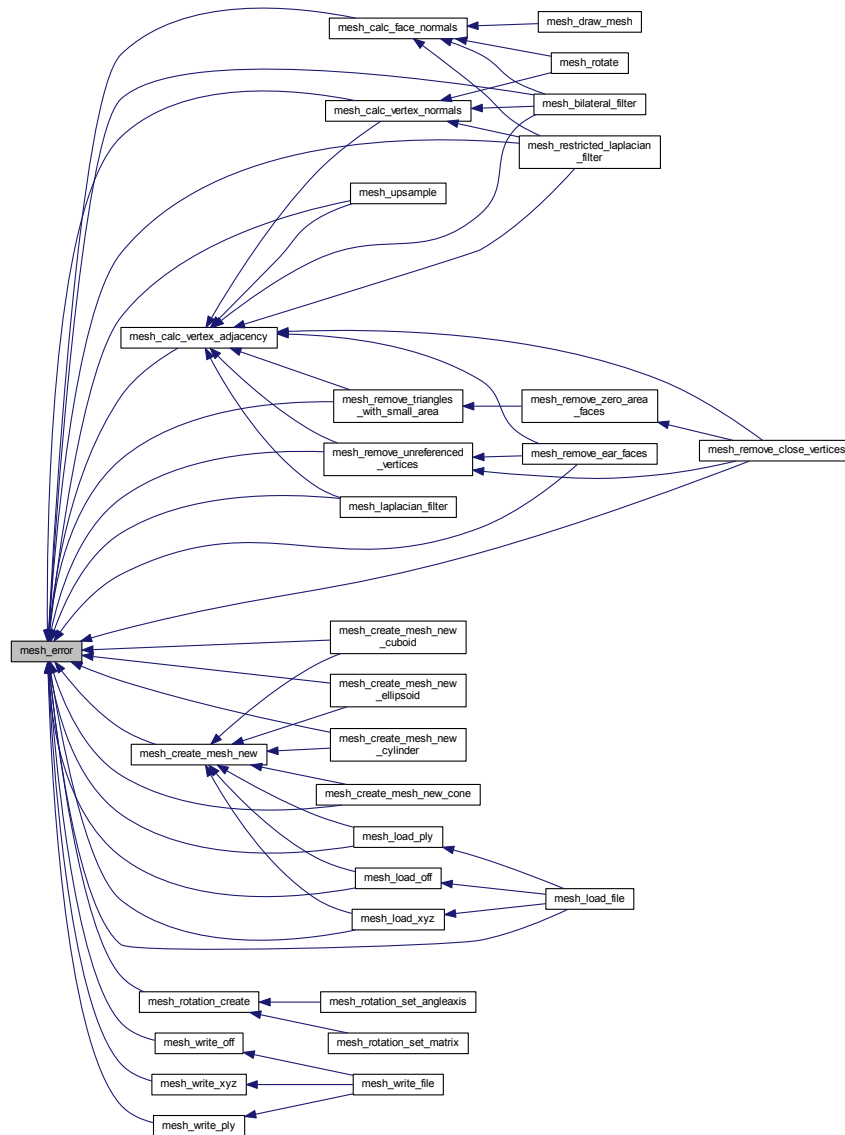 mesh_calc_face_normals
mesh_draw_mesh
mesh_rotate
mesh_bilateral_filter
mesh_calc_vertex_normals
mesh_restricted_laplacian
_filter
mesh_upsample
mesh_calc_vertex_adjacency
mesh_remove_triangles
_with_small_area
mesh_remove_zero_area
_faces
mesh_remove_unreferenced
_vertices
mesh_remove_ear_faces
mesh_remove_close_vertices
mesh_laplacian_filter
mesh_error
mesh_create_mesh_new
_cuboid
mesh_create_mesh_new
_ellipsoid
mesh_create_mesh_new
mesh_create_mesh_new
_cylinder
mesh_create_mesh_new_cone
mesh_load_ply
mesh_load_off
mesh_load_xyz
mesh_load_file
mesh_rotation_create
mesh_rotation_set_angleaxis
mesh_rotation_set_matrix
mesh_write_off
mesh_write_xyz
mesh_write_file
mesh_write_ply